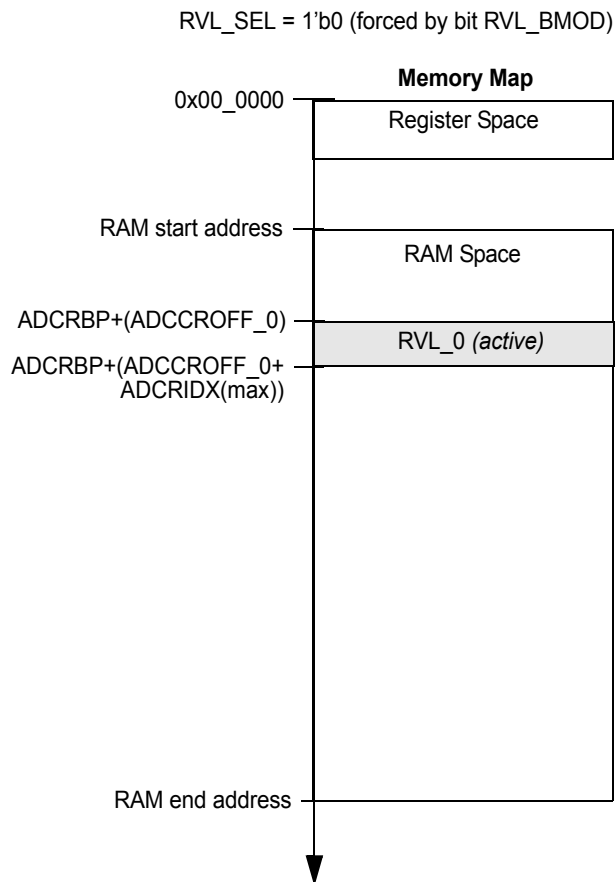 RVL_SEL = 1'b0 (forced by bit RVL_BMOD)
Memory Map
0x00_0000
Register Space
RAM start address
RAM Space
ADCRBP+(ADCCROFF_0)
RVL_0 (active)
ADCRBP+(ADCCROFF_0+
ADCRIDX(max))
RAM end address